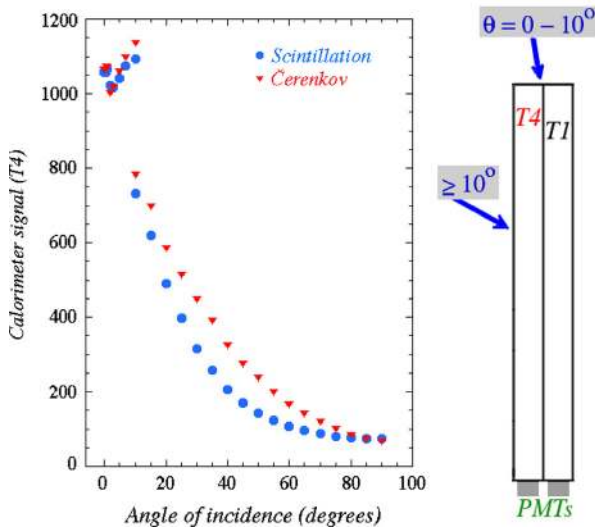 1200
1000
800
600
400
200
0
Calorimeter signal (T4)
0
20
40
60
80
100
Angle of incidence (degrees)
Scintillation
Čerenkov
θ = 0 – 10°
T4
T1
≥ 10°
PMTs